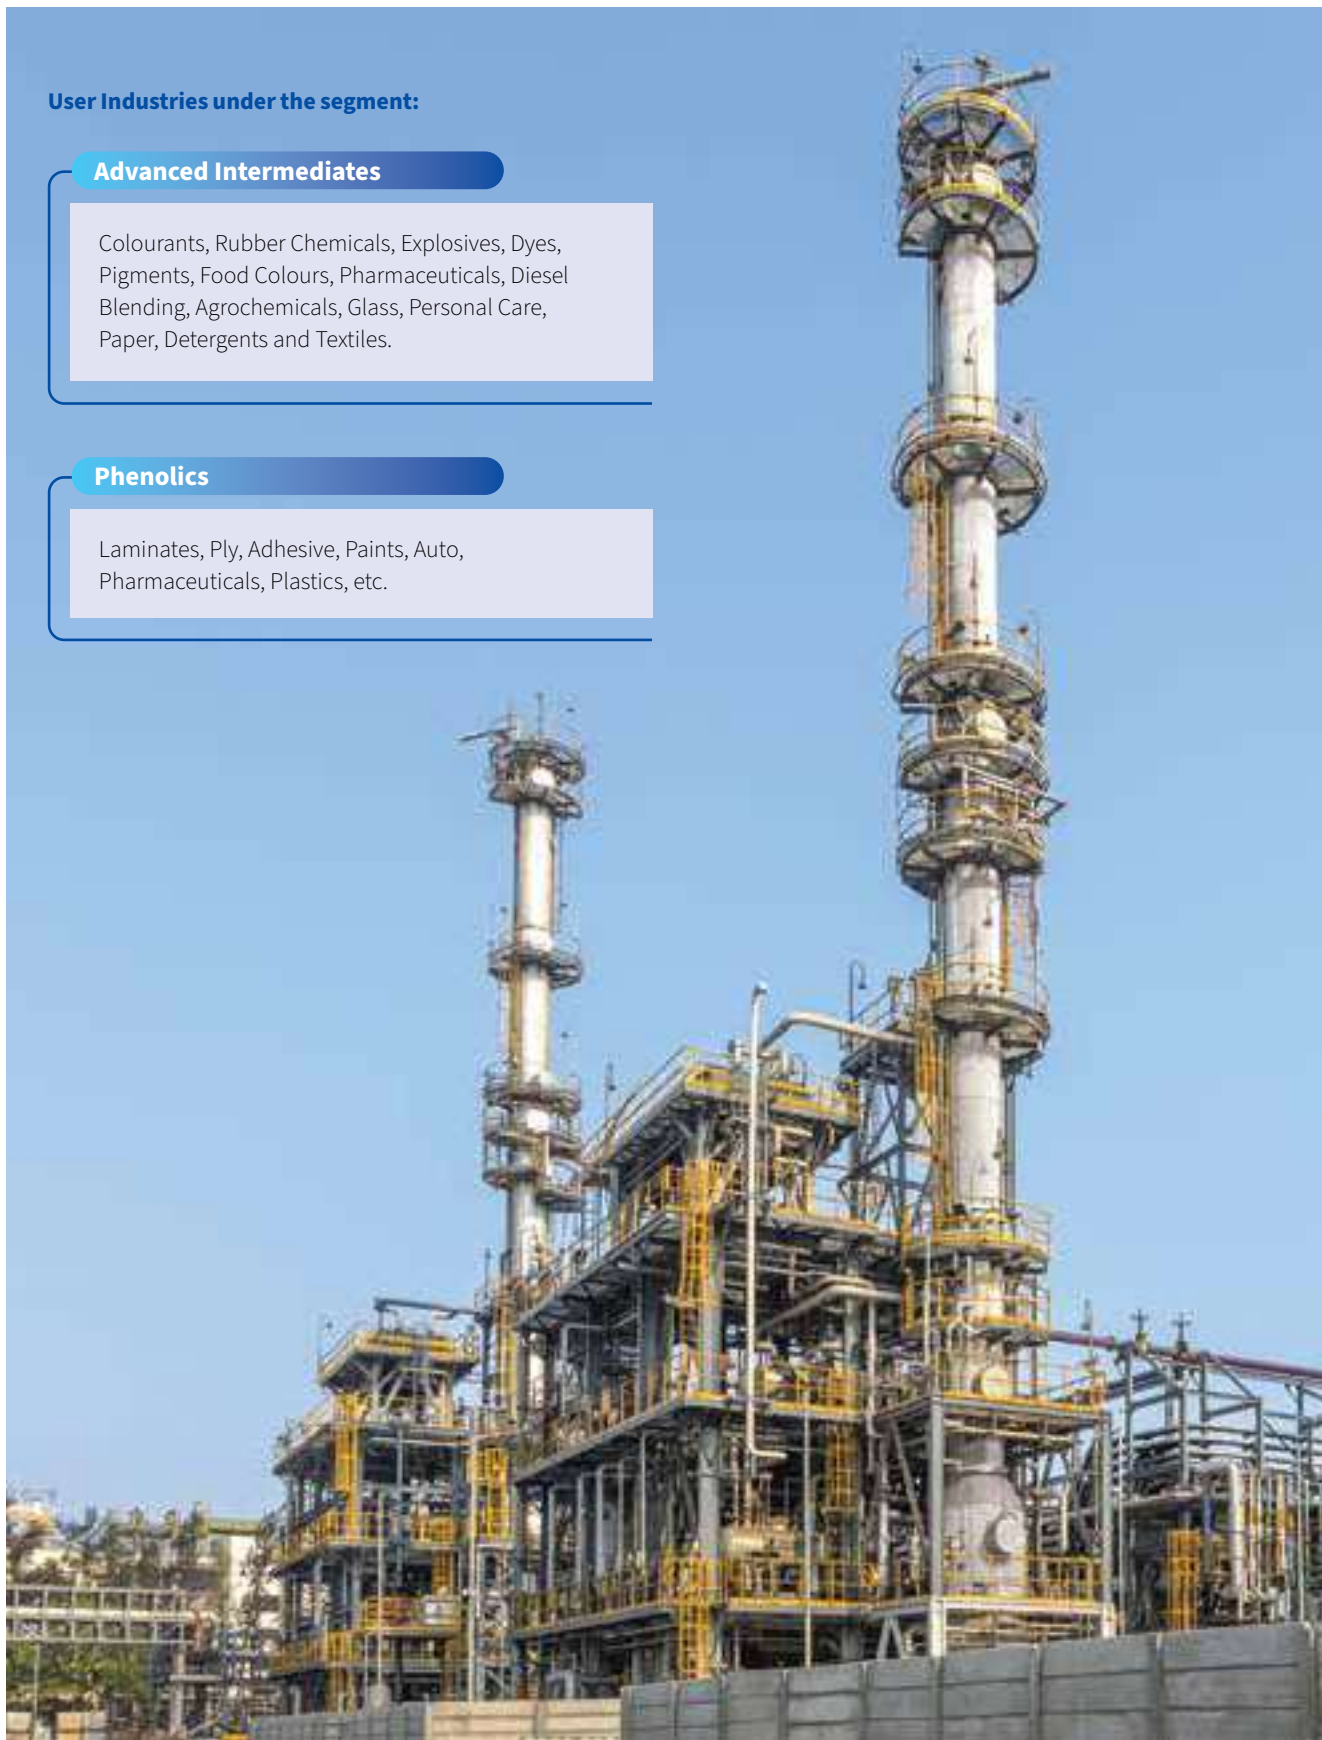 User Industries under the segment:
Advanced Intermediates
Colourants, Rubber Chemicals, Explosives, Dyes,
Pigments, Food Colours, Pharmaceuticals, Diesel
Blending, Agrochemicals, Glass, Personal Care,
Paper, Detergents and Textiles.
Phenolics
Laminates, Ply, Adhesive, Paints, Auto,
Pharmaceuticals, Plastics, etc.